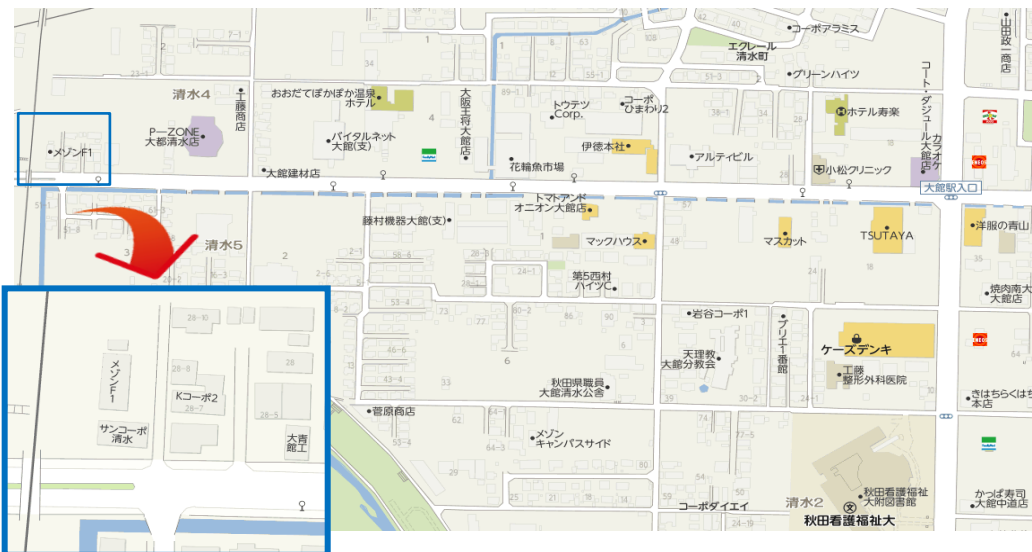 コーポアラミス
エクレール
清水町
グリーンハイツ
山田政一商店
コート・ダジュール大館店
カラオケ
清水4
工藤商店
おおだてぽかぽか温泉
ホテル
大阪王将大館店
トウテツ
Corp.
コーポ
ひまわり2
ホテル寿楽
メゾンF1
P－ZONE
大都清水店
バイタルネット
大館(支)
伊徳本社
アルティビル
花輪魚市場
大館建材店
小松クリニック
大館駅入口
トマトアンド
オニオン大館店
藤村機器大館(支)
マックハウス
マスカット
TSUTAYA
洋服の青山
清水5
第5西村
ハイツC
焼肉南大
大館店
岩谷コーポ1
プリエ1番館
ケーズデンキ
天理教
大館分教会
工藤
整形外科医院
秋田県職員
大館清水公舎
きはちらくはち
本店
菅原商店
メゾン
キャンパスサイド
コーポダイエイ
清水2
秋田看護福祉
大附図書館
秋田看護福祉大
かっぱ寿司
大館中道店
28-10
メゾンF1
28-8
Kコーポ2
28-7
28
28-5
サンコーポ
清水
大館
青工